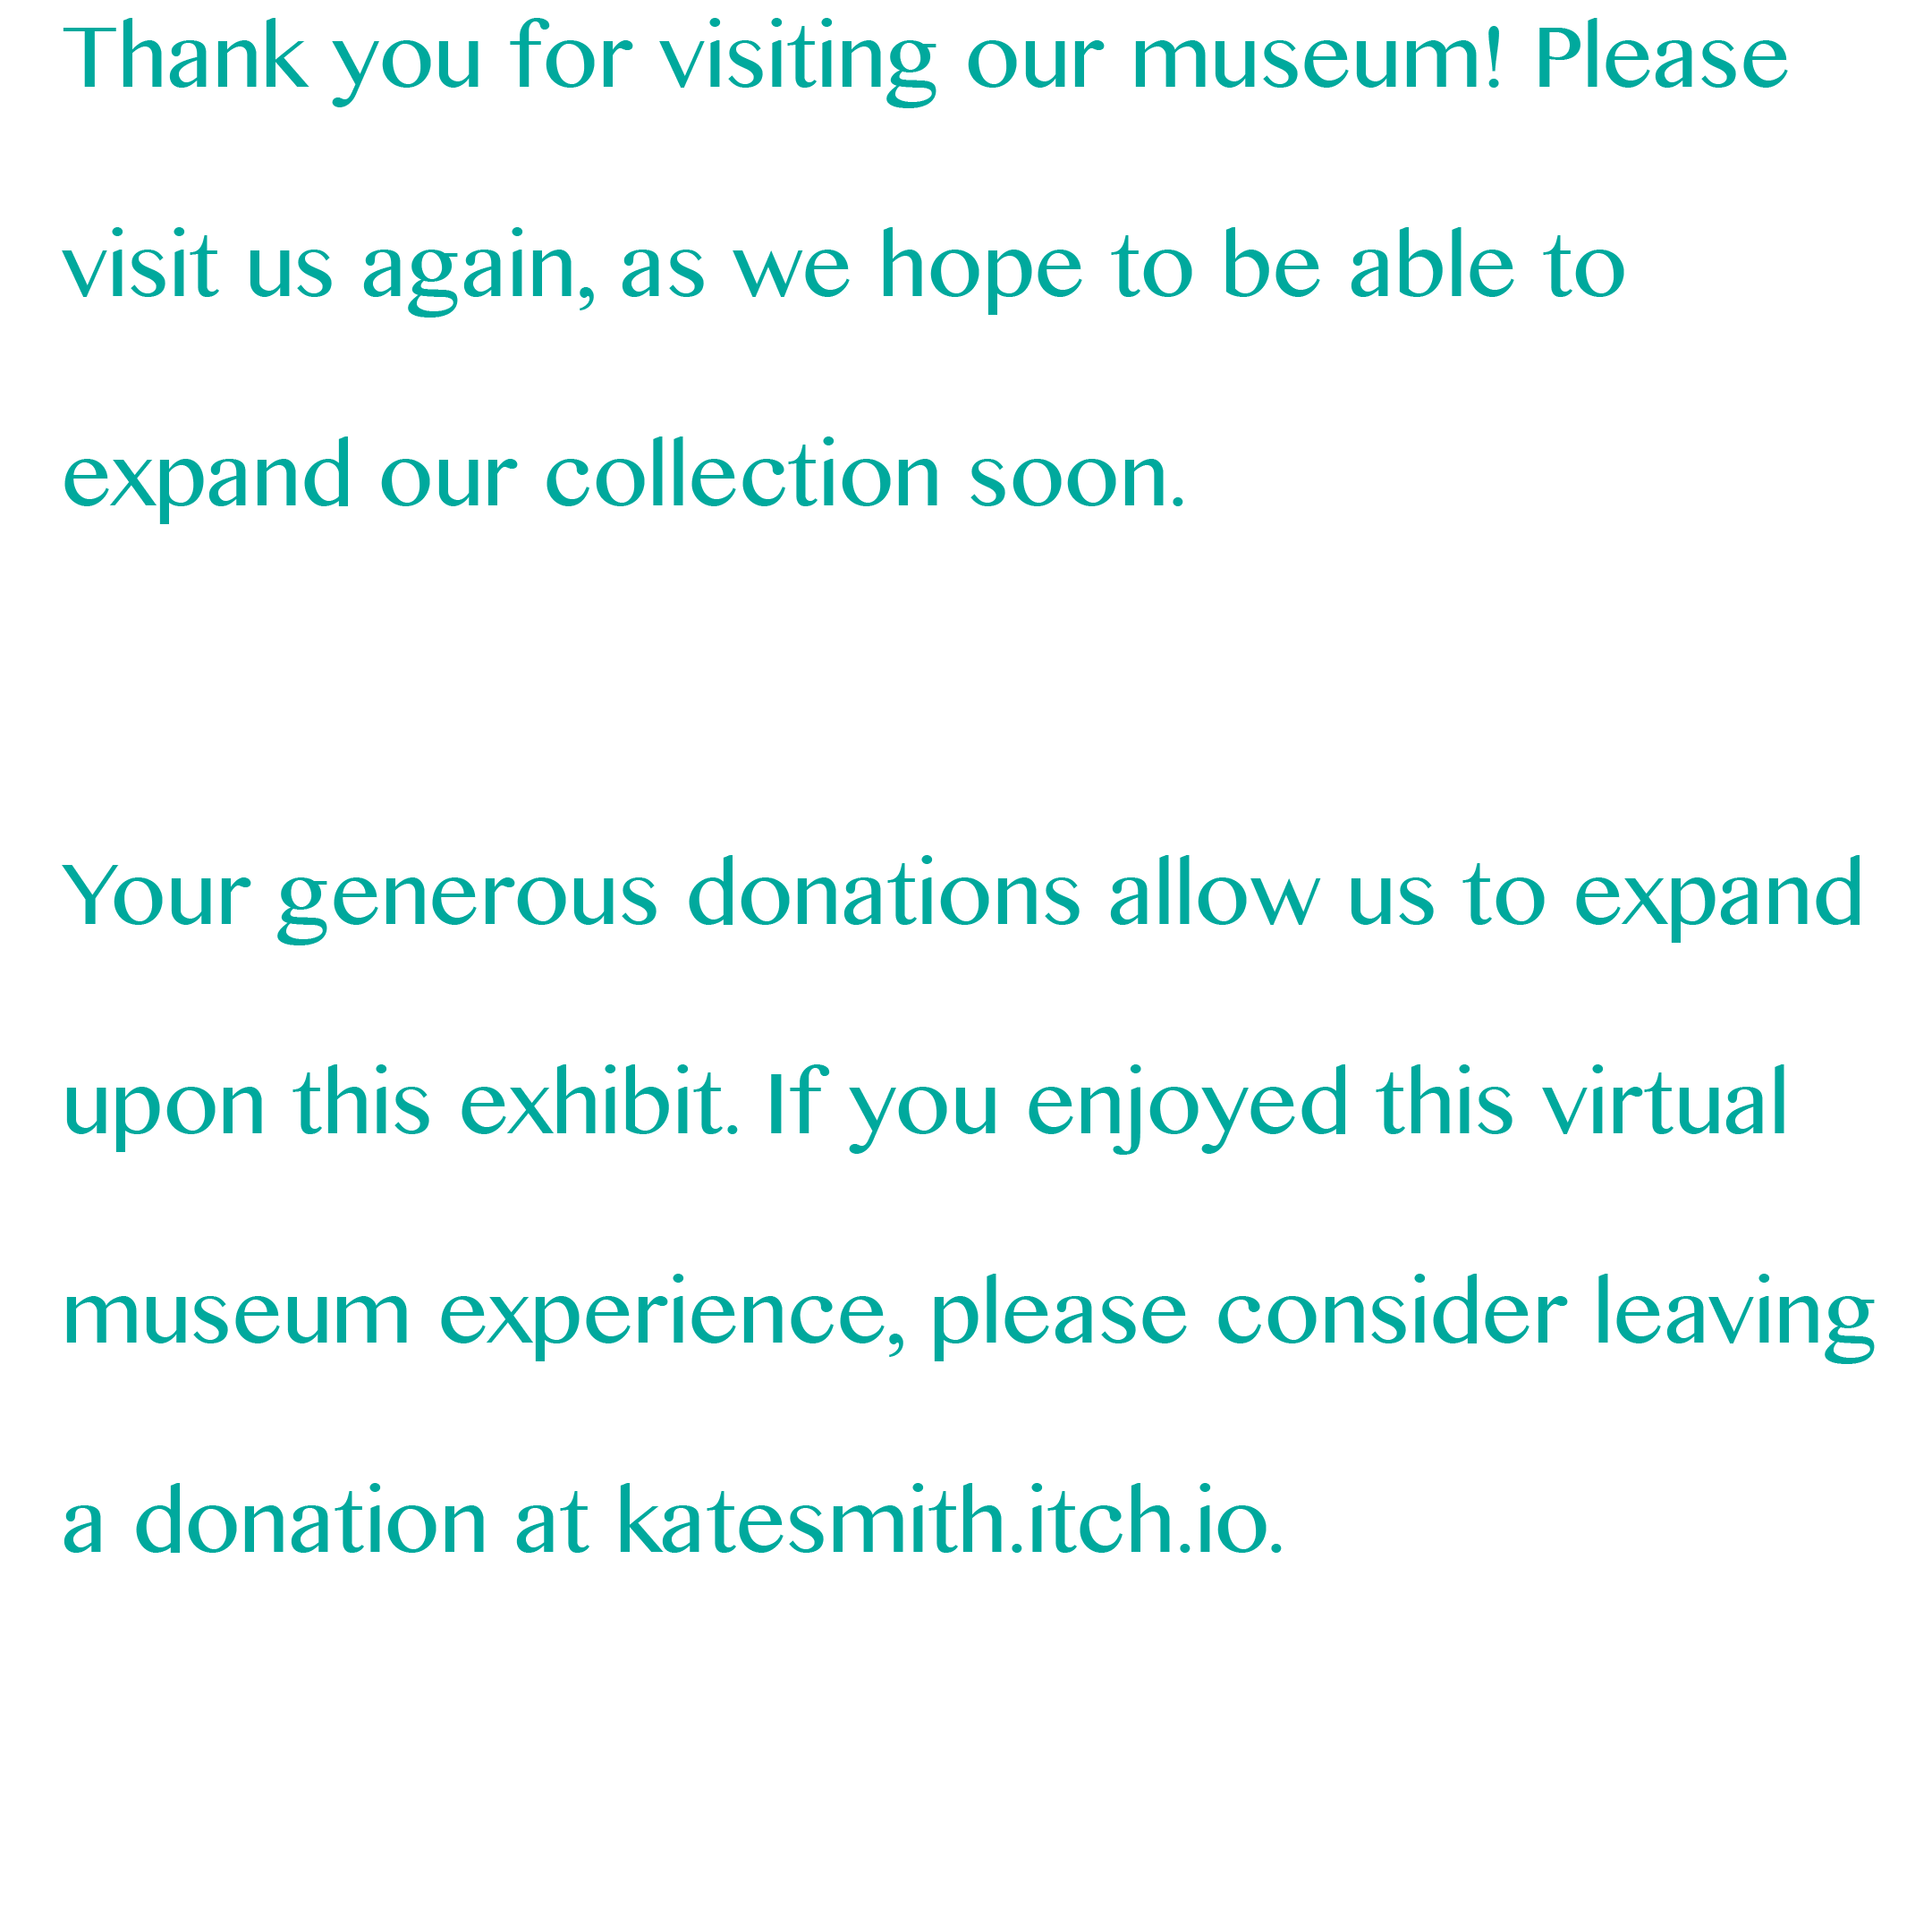 Thank you for visiting our museum! Please
visit us again, as we hope to be able to
expand our collection soon.
Your generous donations allow us to expand
upon this exhibit. If you enjoyed this virtual
museum experience, please consider leaving
a donation at katesmith.itch.io.